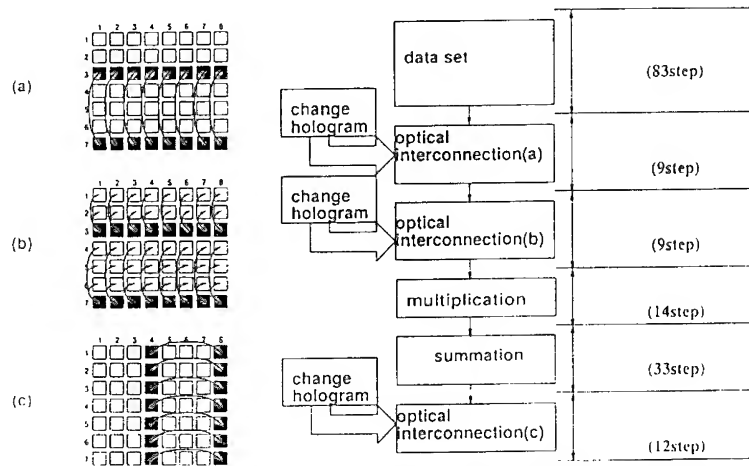 (a)
1 2 3 4 5 6 7 8
1
2
3
4
5
6
7
(b)
1 2 3 4 5 6 7 8
1
2
3
4
5
7
(c)
1 2 3 4 5 6 7
1
2
3
4
5
6
7
data set
(83step)
change
hologram
optical
interconnection(a)
(9step)
change
hologram
optical
interconnection(b)
(9step)
multiplication
(14step)
summation
(33step)
change
hologram
optical
interconnection(c)
(12step)